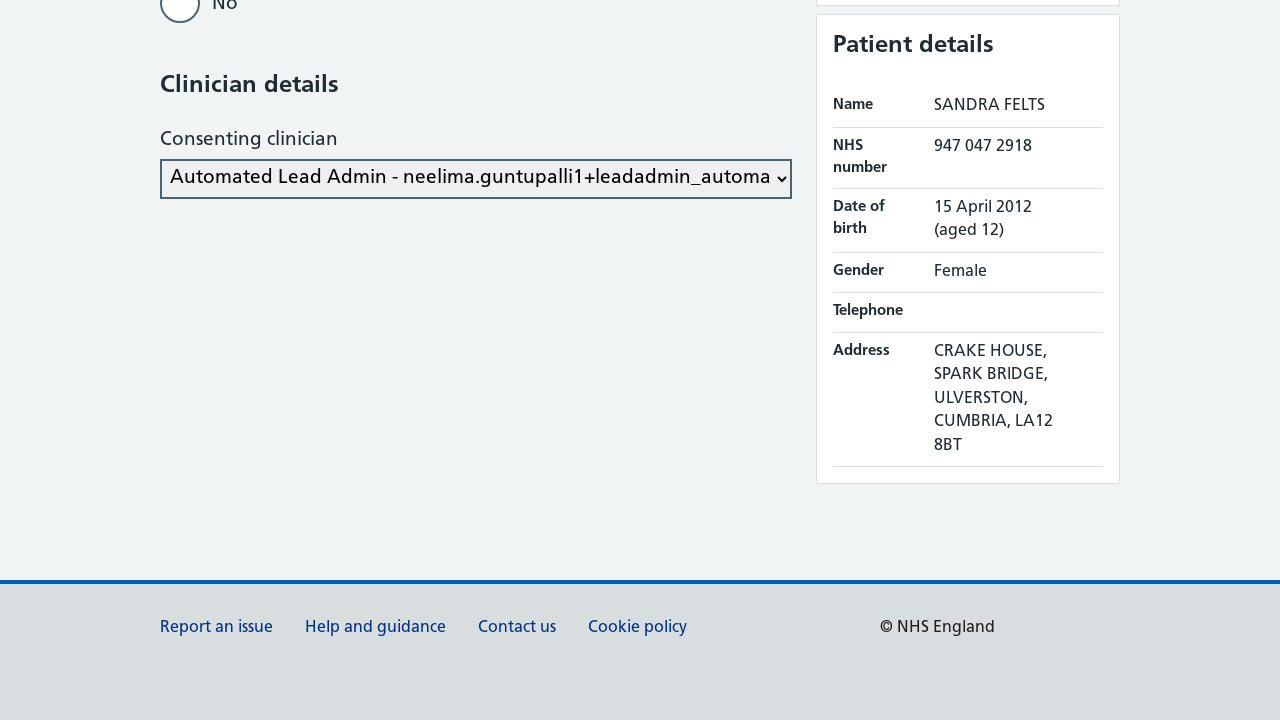 No
Clinician details
Consenting clinician
Automated Lead Admin - neelima.guntupalli1+leadadmin_automa
Patient details
Name SANDRA FELTS
NHS number 947 047 2918
Date of birth 15 April 2012 (aged 12)
Gender Female
Telephone
Address CRAKE HOUSE,
SPARK BRIDGE,
ULVERSTON,
CUMBRIA, LA12
8BT
Report an issue Help and guidance Contact us Cookie policy © NHS England